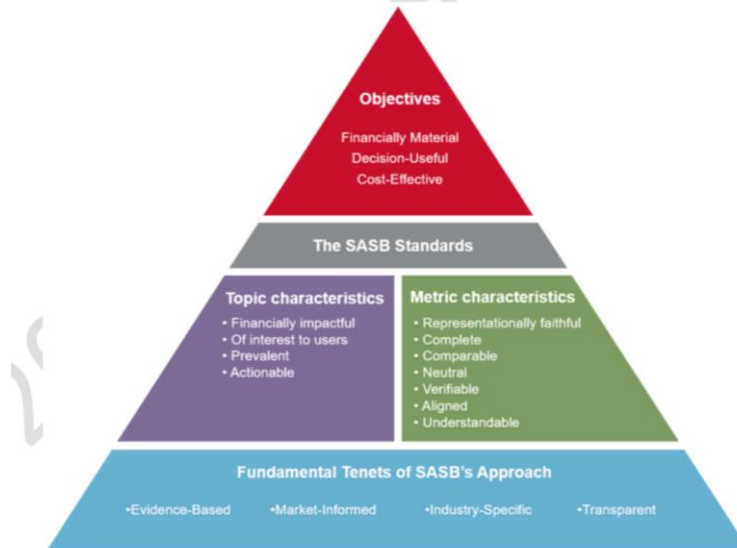 Objectives
Financially Material
Decision-Useful
Cost-Effective
The SASB Standards
Topic characteristics
• Financially impactful
• Of interest to users
• Prevalent
• Actionable
Metric characteristics
• Representationally faithful
• Complete
• Comparable
• Neutral
• Verifiable
• Aligned
• Understandable
Fundamental Tenets of SASB's Approach
•Evidence-Based •Market-Informed •Industry-Specific •Transparent